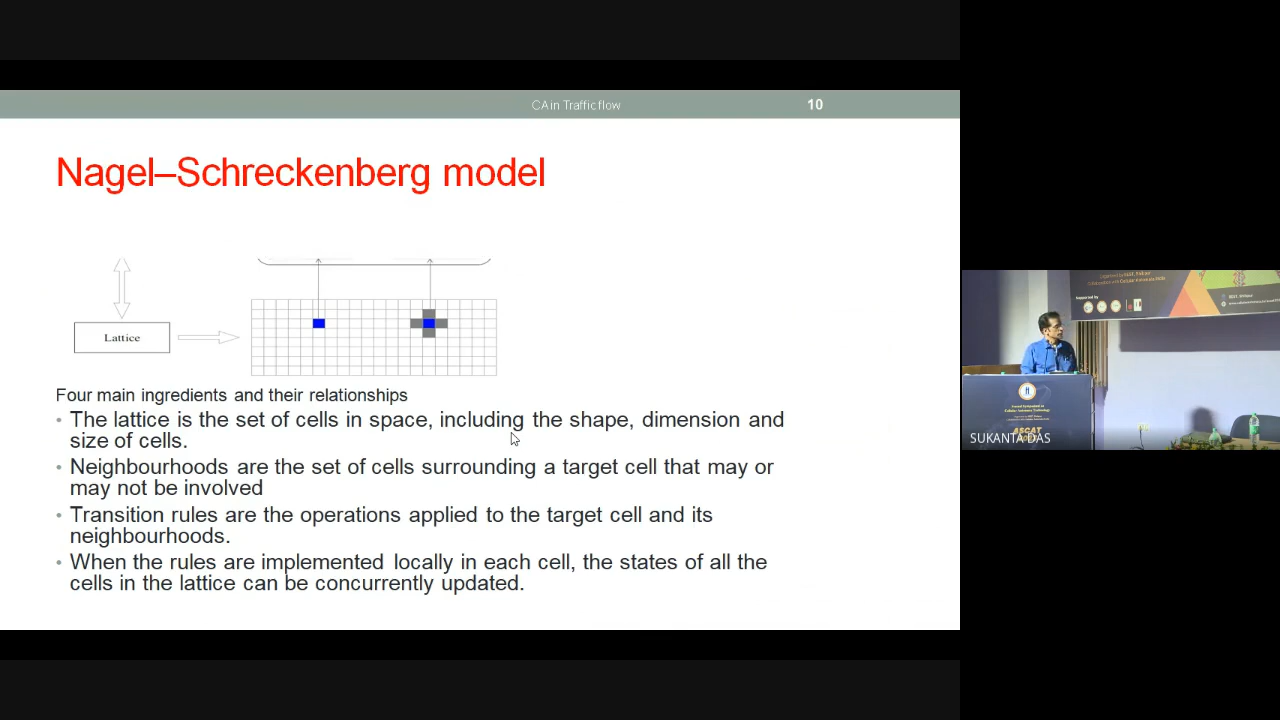 CA in Traffic flow
10
Nagel–Schreckenberg model
Lattice
Four main ingredients and their relationships
• The lattice is the set of cells in space, including the shape, dimension and
size of cells.
• Neighbourhoods are the set of cells surrounding a target cell that may or
may not be involved
• Transition rules are the operations applied to the target cell and its
neighbourhoods.
• When the rules are implemented locally in each cell, the states of all the
cells in the lattice can be concurrently updated.
Supported by
ASCAT
SUKANTA DAS